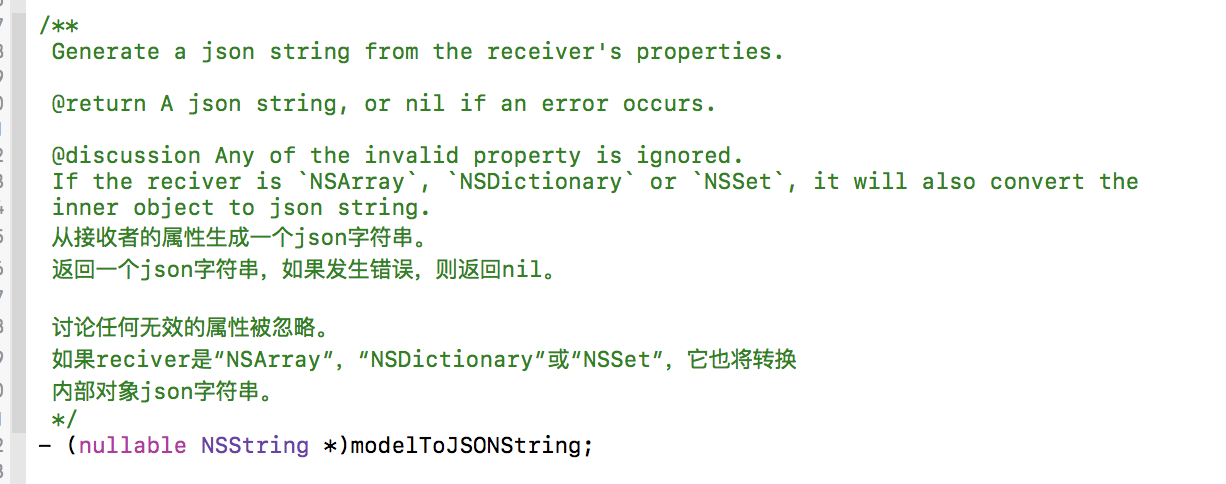 /**
Generate a json string from the receiver's properties.
@return A json string, or nil if an error occurs.
@discussion Any of the invalid property is ignored.
If the reciver is `NSArray`, `NSDictionary` or `NSSet`, it will also convert the
inner object to json string.
从接收者的属性生成一个json字符串。
返回一个json字符串，如果发生错误，则返回nil。
讨论任何无效的属性被忽略。
如果reciver是“NSArray”，“NSDictionary”或“NSSet”，它也将转换
内部对象json字符串。
*/
- (nullable NSString *)modelToJSONString;